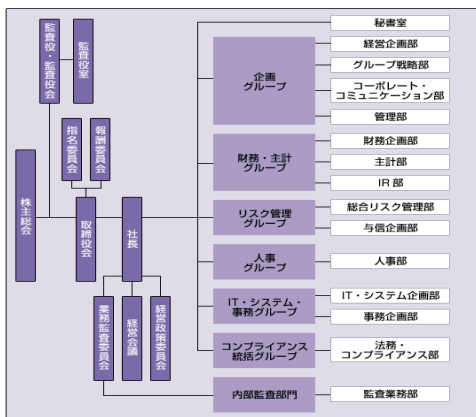 監査役・監査役会
監査役室
指名委員会
報酬委員会
株主総会
取締役会
社長
業務監査委員会
経営会議
経営政策委員会
秘書室
企画
グループ
経営企画部
グループ戦略部
コーポレート・
コミュニケーション部
管理部
財務・主計
グループ
財務企画部
主計部
IR 部
リスク管理
グループ
総合リスク管理部
与信企画部
人事
グループ
人事部
IT・システム・
事務グループ
IT・システム企画部
事務企画部
コンプライアンス
統括グループ
法務・
コンプライアンス部
内部監査部門
監査業務部